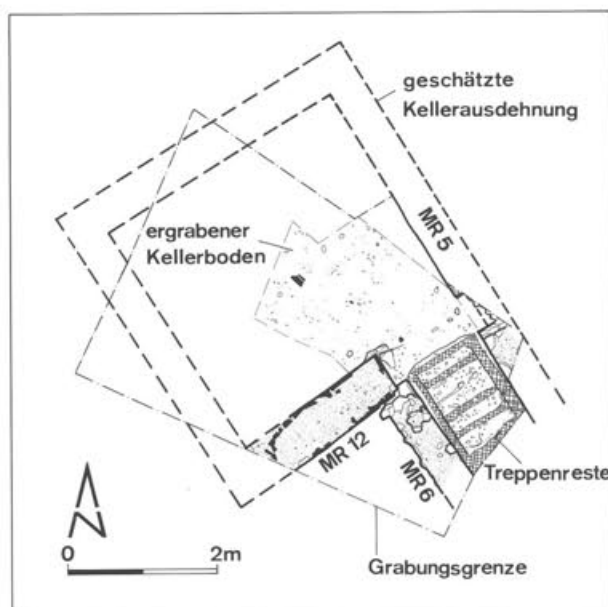 geschätzte
Kellerausdehnung
MR 5
ergrabener
Kellerboden
MR 12
MR 6
Treppenreste
N
0 2m
Grabungsgrenze